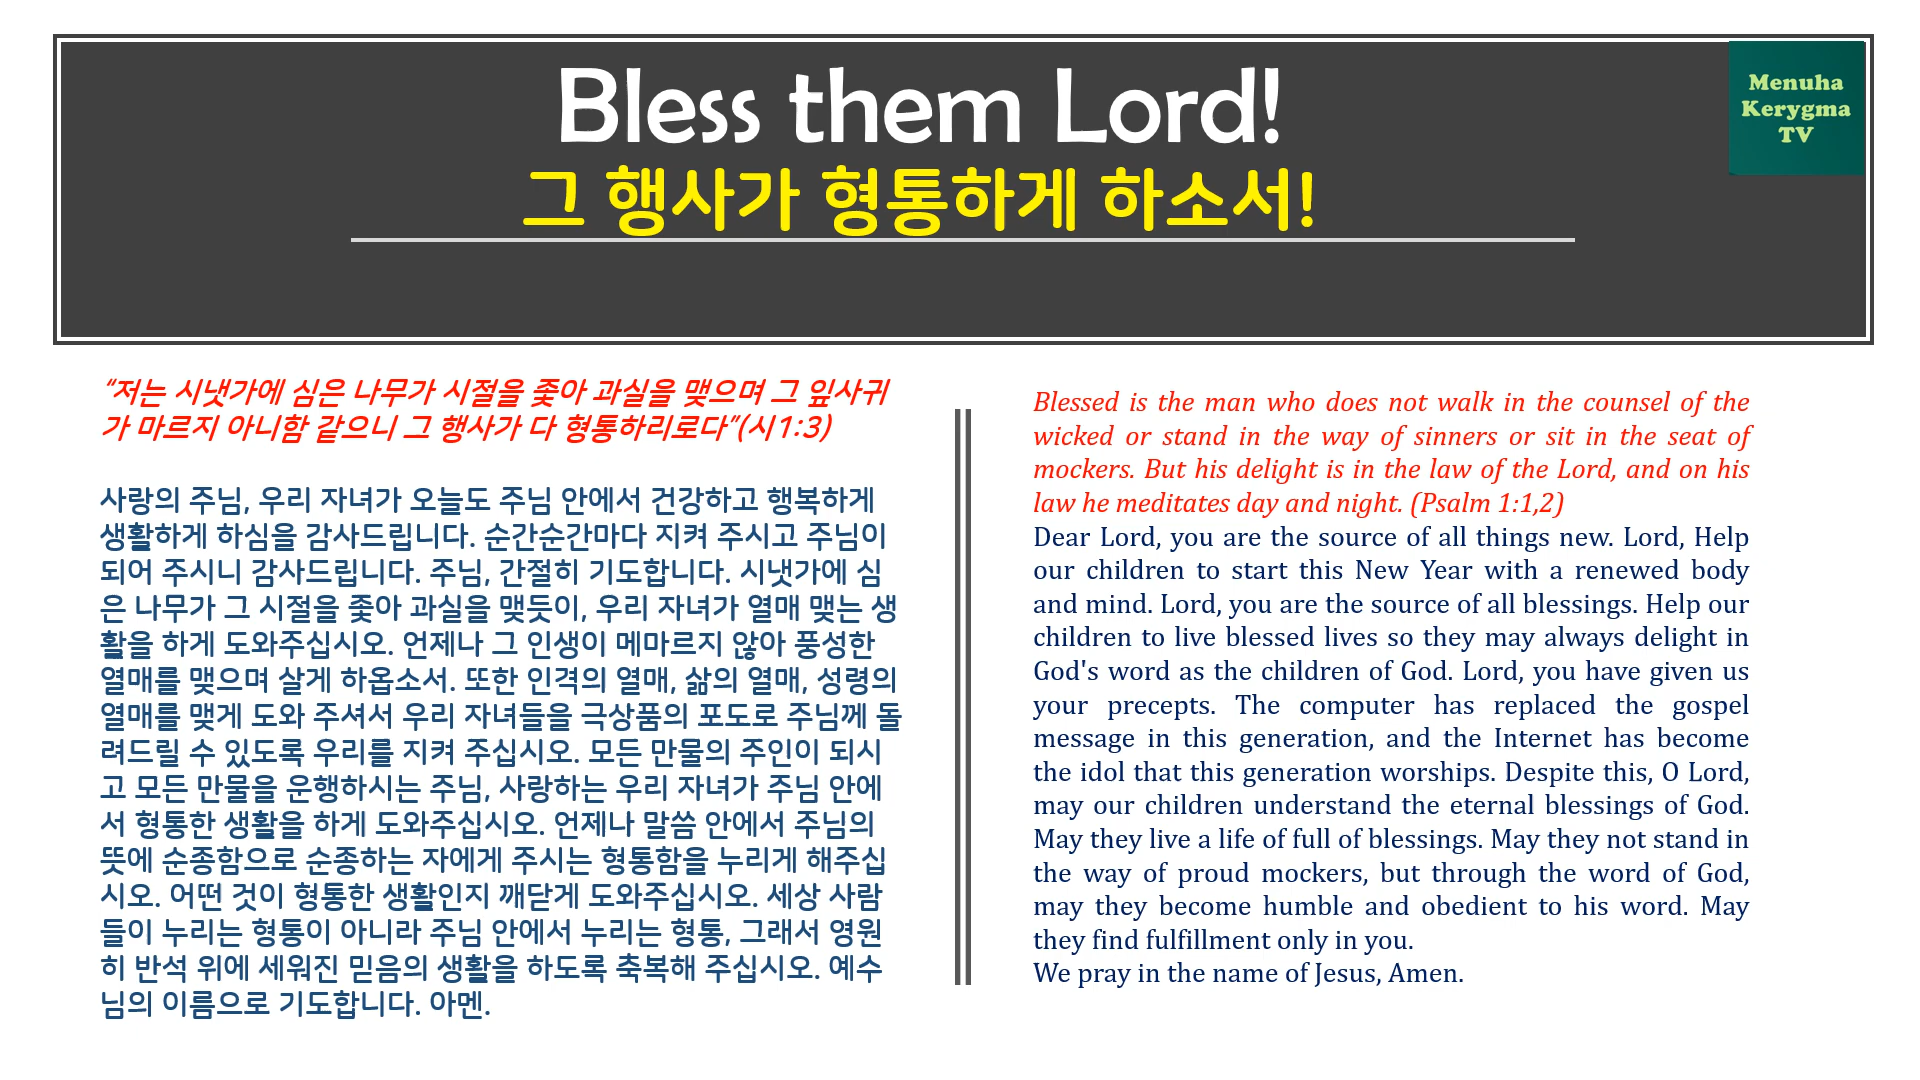 Bless them Lord!
그 행사가 형통하게 하소서!
Menuha
Kerygma
TV
“저는 시냇가에 심은 나무가 시절을 좇아 과실을 맺으며 그 잎사귀
가 마르지 아니함 같으니 그 행사가 다 형통하리로다”(시1:3)
사랑의 주님, 우리 자녀가 오늘도 주님 안에서 건강하고 행복하게
생활하게 하심을 감사드립니다. 순간순간마다 지켜 주시고 주님이
되어 주시니 감사드립니다. 주님, 간절히 기도합니다. 시냇가에 심
은 나무가 그 시절을 좇아 과실을 맺듯이, 우리 자녀가 열매 맺는 생
활을 하게 도와주십시오. 언제나 그 인생이 메마르지 않아 풍성한
열매를 맺으며 살게 하옵소서. 또한 인격의 열매, 삶의 열매, 성령의
열매를 맺게 도와 주셔서 우리 자녀들을 극상품의 포도로 주님께 돌
려드릴 수 있도록 우리를 지켜 주십시오. 모든 만물의 주인이 되시
고 모든 만물을 운행하시는 주님, 사랑하는 우리 자녀가 주님 안에
서 형통한 생활을 하게 도와주십시오. 언제나 말씀 안에서 주님의
뜻에 순종함으로 순종하는 자에게 주시는 형통함을 누리게 해주십
시오. 어떤 것이 형통한 생활인지 깨닫게 도와주십시오. 세상 사람
들이 누리는 형통이 아니라 주님 안에서 누리는 형통, 그래서 영원
히 반석 위에 세워진 믿음의 생활을 하도록 축복해 주십시오. 예수
님의 이름으로 기도합니다. 아멘.
Blessed is the man who does not walk in the counsel of the
wicked or stand in the way of sinners or sit in the seat of
mockers. But his delight is in the law of the Lord, and on his
law he meditates day and night. (Psalm 1:1,2)
Dear Lord, you are the source of all things new. Lord, Help
our children to start this New Year with a renewed body
and mind. Lord, you are the source of all blessings. Help our
children to live blessed lives so they may always delight in
God's word as the children of God. Lord, you have given us
your precepts. The computer has replaced the gospel
message in this generation, and the Internet has become
the idol that this generation worships. Despite this, O Lord,
may our children understand the eternal blessings of God.
May they live a life of full of blessings. May they not stand in
the way of proud mockers, but through the word of God,
may they become humble and obedient to his word. May
they find fulfillment only in you.
We pray in the name of Jesus, Amen.